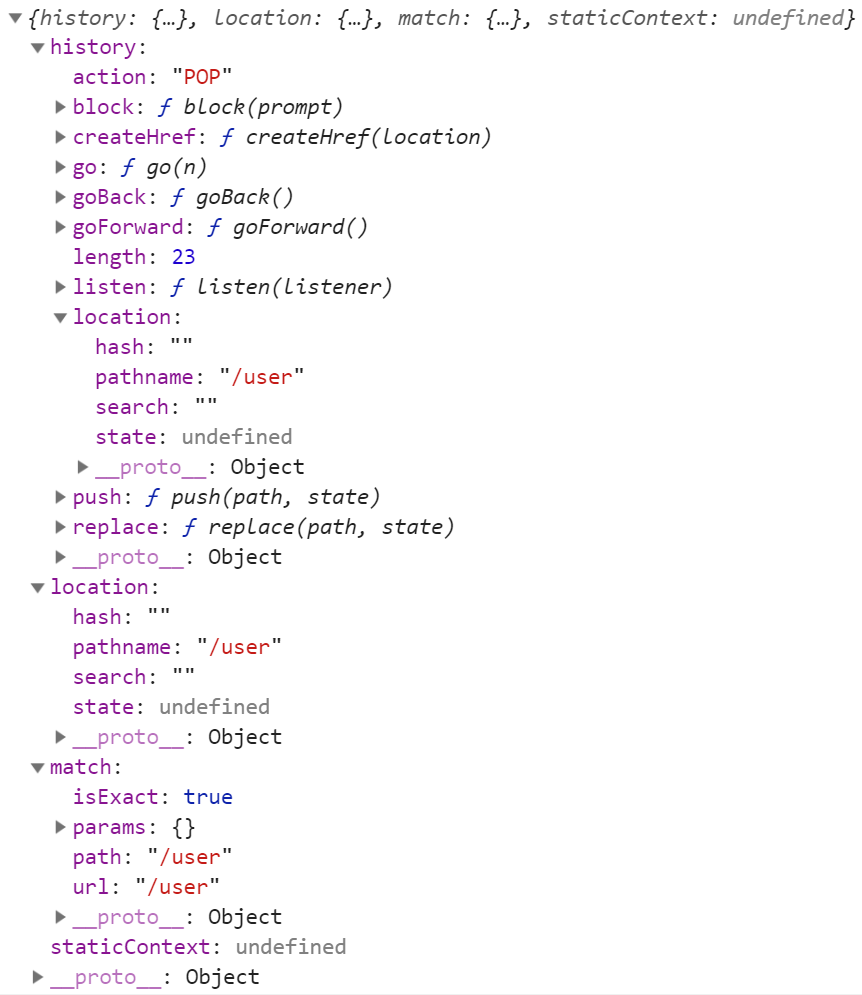 {history: {…}, location: {…}, match: {…}, staticContext: undefined}
history:
action: "POP"
block: ƒ block(prompt)
createHref: ƒ createHref(location)
go: ƒ go(n)
goBack: ƒ goBack()
goForward: ƒ goForward()
length: 23
listen: ƒ listen(listener)
location:
hash: ""
pathname: "/user"
search: ""
state: undefined
__proto__: Object
push: ƒ push(path, state)
replace: ƒ replace(path, state)
__proto__: Object
location:
hash: ""
pathname: "/user"
search: ""
state: undefined
__proto__: Object
match:
isExact: true
params: {}
path: "/user"
url: "/user"
__proto__: Object
staticContext: undefined
__proto__: Object